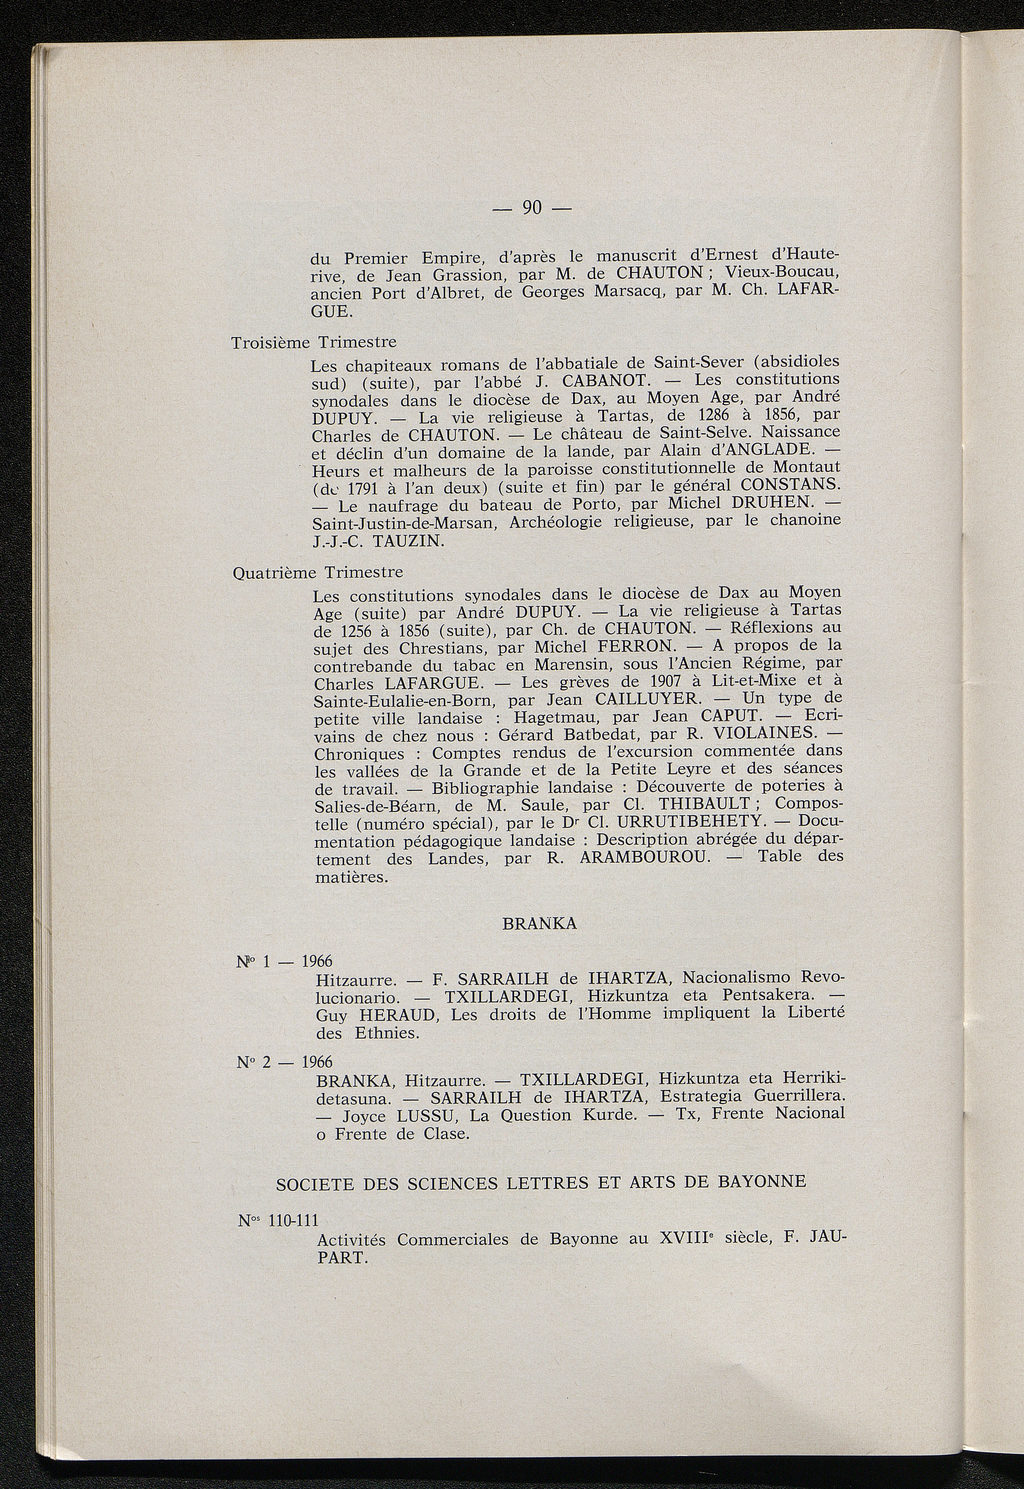 — 90 —
du Premier Empire, d'après le manuscrit d'Ernest d'Haute-
rive, de Jean Grassion, par M. de CHAUTON ; Vieux-Boucau,
ancien Port d'Albret, de Georges Marsacq, par M. Ch. LAFAR-
GUE.
Troisième Trimestre
Les chapiteaux romans de l'abbatiale de Saint-Sever (absidioles
sud) (suite), par l'abbé J. CABANOT. — Les constitutions
synodales dans le diocèse de Dax, au Moyen Age, par André
DUPUY. — La vie religieuse à Tartas, de 1286 à 1856, par
Charles de CHAUTON. — Le château de Saint-Selve. Naissance
et déclin d'un domaine de la lande, par Alain d'ANGLADE. —
Heurs et malheurs de la paroisse constitutionnelle de Montaut
(de 1791 à l'an deux) (suite et fin) par le général CONSTANS.
— Le naufrage du bateau de Porto, par Michel DRUHEN. —
Saint-Justin-de-Marsan, Archéologie religieuse, par le chanoine
J.-J.-C. TAUZIN.
Quatrième Trimestre
Les constitutions synodales dans le diocèse de Dax au Moyen
Age (suite) par André DUPUY. — La vie religieuse à Tartas
de 1256 à 1856 (suite), par Ch. de CHAUTON. — Réflexions au
sujet des Chrestians, par Michel FERRON. — A propos de la
contrebande du tabac en Marensin, sous l'Ancien Régime, par
Charles LAFARGUE. — Les grèves de 1907 à Lit-et-Mixe et à
Sainte-Eulalie-en-Born, par Jean CAILLUYER. — Un type de
petite ville landaise : Hagetmau, par Jean CAPUT. — Ecri-
vains de chez nous : Gérard Batbedat, par R. VIOLAINES. —
Chroniques : Comptes rendus de l'excursion commentée dans
les vallées de la Grande et de la Petite Leyre et des séances
de travail. — Bibliographie landaise : Découverte de poteries à
Salies-de-Béarn, de M. Saule, par Cl. THIBAULT ; Compos-
telle (numéro spécial), par le Dr Cl. URRUTIBEHETY. — Docu-
mentation pédagogique landaise : Description abrégée du dépar-
tement des Landes, par R. ARAMBOUROU. — Table des
matières.
BRANKA
N° 1 — 1966
Hitzaurre. — F. SARRAILH de IHARTZA, Nacionalismo Revo-
lucionario. — TXILLARDEGI, Hizkuntza eta Pentsakera. —
Guy HERAUD, Les droits de l'Homme impliquent la Liberté
des Ethnies.
N° 2 — 1966
BRANKA, Hitzaurre. — TXILLARDEGI, Hizkuntza eta Herriki-
detasuna. — SARRAILH de IHARTZA, Estrategia Guerrillera.
— Joyce LUSSU, La Question Kurde. — Tx, Frente Nacional
o Frente de Clase.
SOCIETE DES SCIENCES LETTRES ET ARTS DE BAYONNE
Nos 110-111
Activités Commerciales de Bayonne au XVIIIe siècle, F. JAU-
PART.